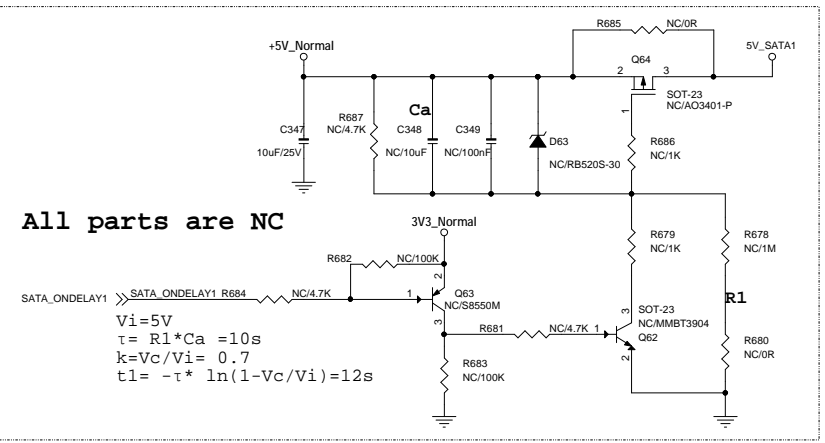 R685 NC/0R
+5V_Normal
5V_SATA1
Q64
2 3
SOT-23
NC/AO3401-P
1
R687
NC/4.7K
Ca
C347
10uF/25V
C348
NC/10uF
C349
NC/100nF
D63
NC/RB520S-30
R686
NC/1K
All parts are NC
3V3_Normal
R682 NC/100K
R679
NC/1K
R678
NC/1M
2
Q63
NC/S8550M
SATA_ONDELAY1 SATA_ONDELAY1 R684 NC/4.7K 1
3
R1
3
SOT-23
NC/MMBT3904
Q62
R681 NC/4.7K 1
2
R680
NC/0R
R683
NC/100K
Vi=5V
τ= R1*Ca =10s
k=Vc/Vi= 0.7
t1= -τ* ln(1-Vc/Vi)=12s